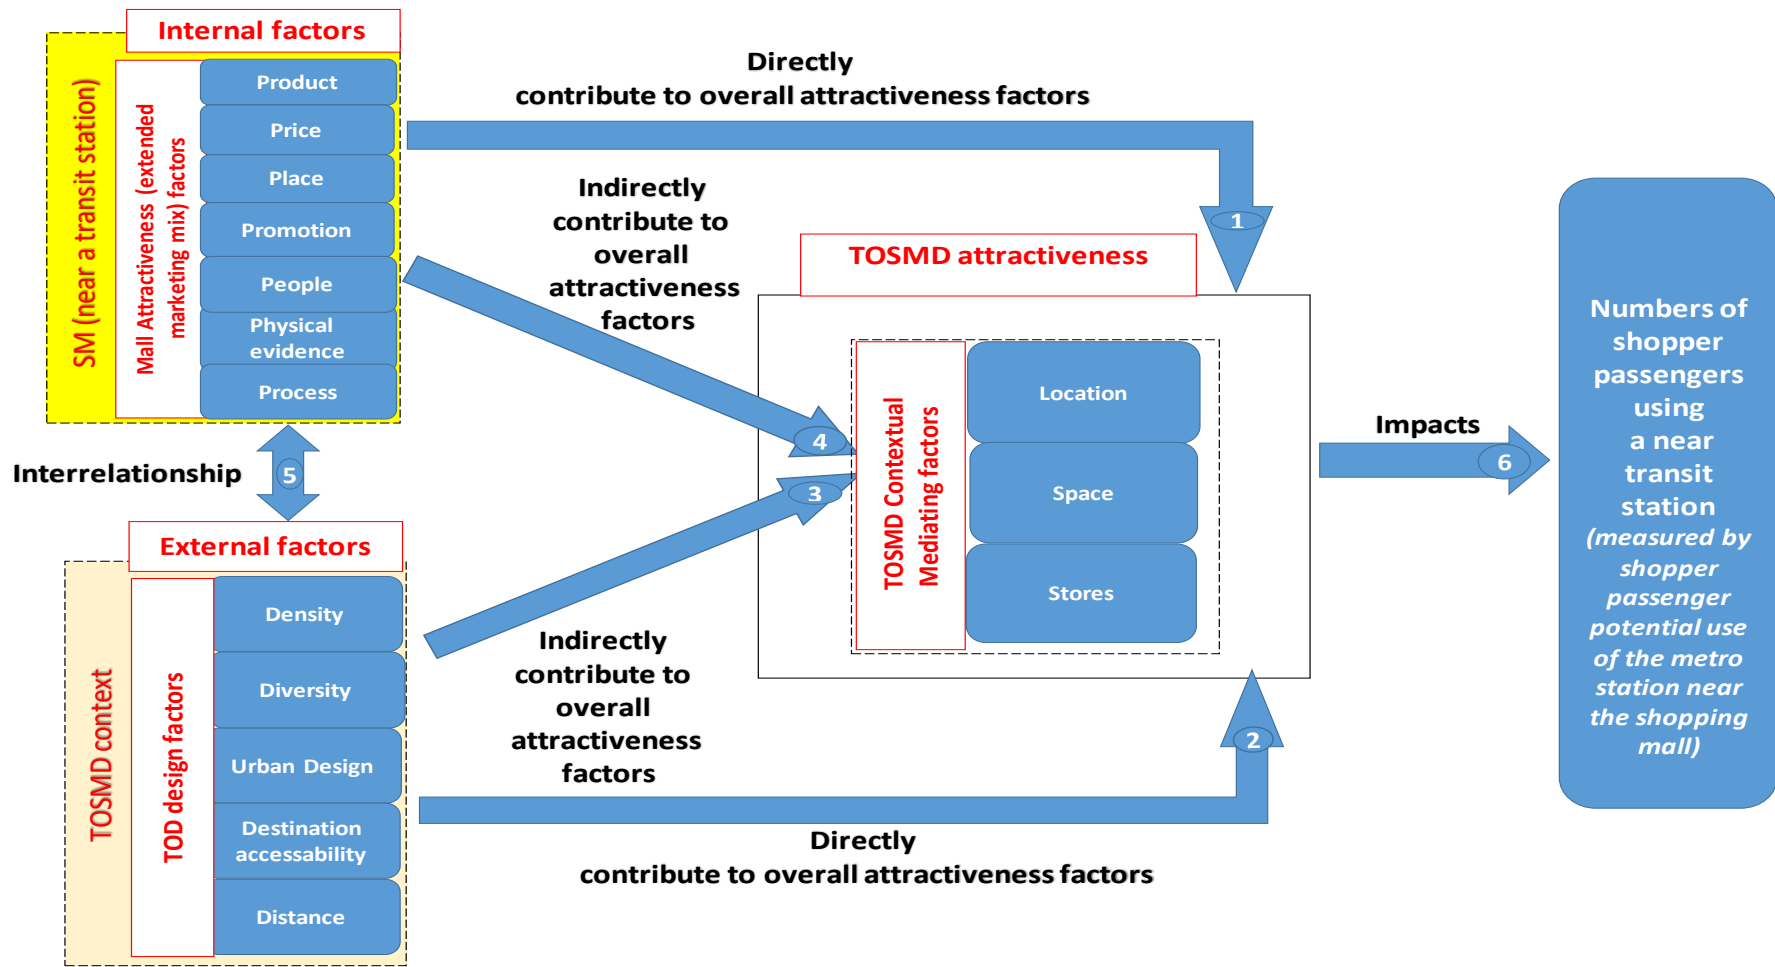 Internal factors
SM (near a transit station)
Mall Attractiveness (extended
marketing mix) factors
Product
Price
Place
Promotion
People
Physical
evidence
Process
Directly
contribute to overall attractiveness factors
1
Indirectly
contribute to
overall
attractiveness
factors
4
Interrelationship
5
External factors
TOSMD context
TOD design factors
Density
Diversity
Urban Design
Destination
accessability
Distance
3
Indirectly
contribute to
overall
attractiveness
factors
2
Directly
contribute to overall attractiveness factors
TOSMD attractiveness
TOSMD Contextual
Mediating factors
Location
Space
Stores
Impacts
6
Numbers of
shopper
passengers
using
a near
transit
station
(measured by
shopper
passenger
potential use
of the metro
station near
the shopping
mall)